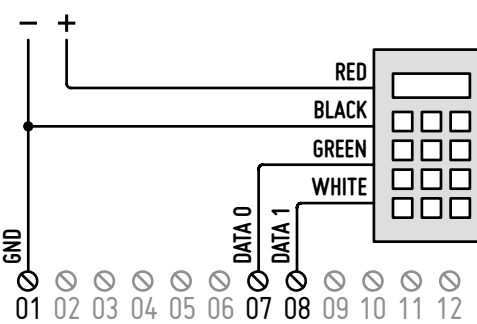 − +
RED
BLACK
GREEN
WHITE
GND
DATA 0
DATA 1
01 02 03 04 05 06 07 08 09 10 11 12